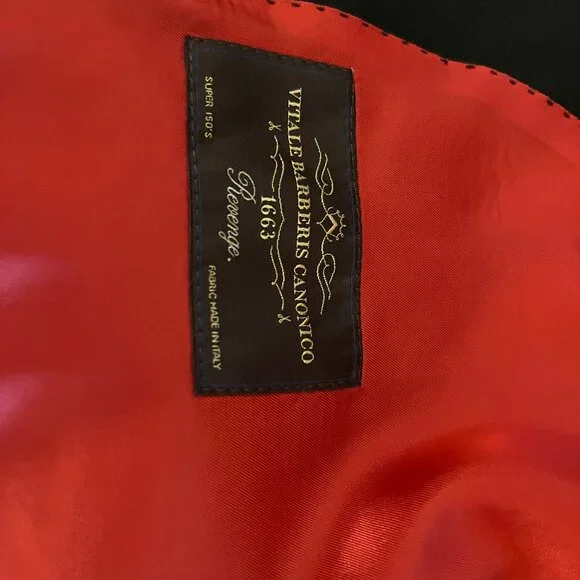 VITALE BARBERIS CANONICO
1663
Revenge.
SUPER 150'S
FABRIC MADE IN ITALY